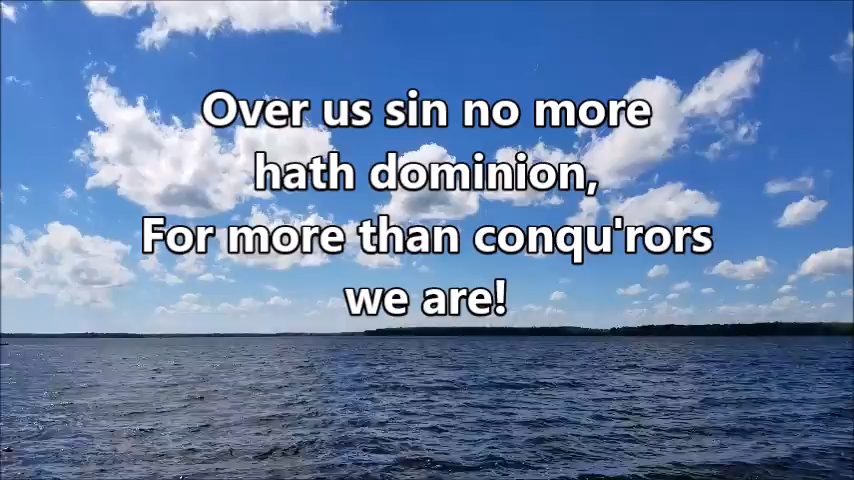 Over us sin no more
hath dominion,
For more than conqu'rors
we are!